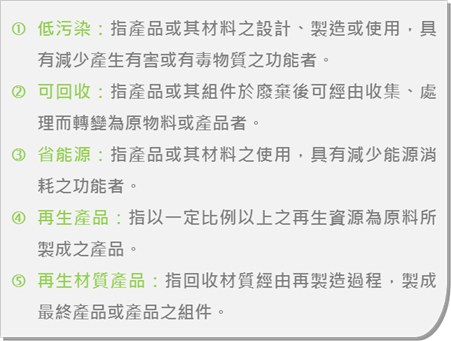 ① 低污染：指產品或其材料之設計、製造或使用，具
有減少產生有害或有毒物質之功能者。
② 可回收：指產品或其組件於廢棄後可經由收集、處
理而轉變為原物料或產品者。
③ 省能源：指產品或其材料之使用，具有減少能源消
耗之功能者。
④ 再生產品：指以一定比例以上之再生資源為原料所
製成之產品。
⑤ 再生材質產品：指回收材質經由再製造過程，製成
最終產品或產品之組件。